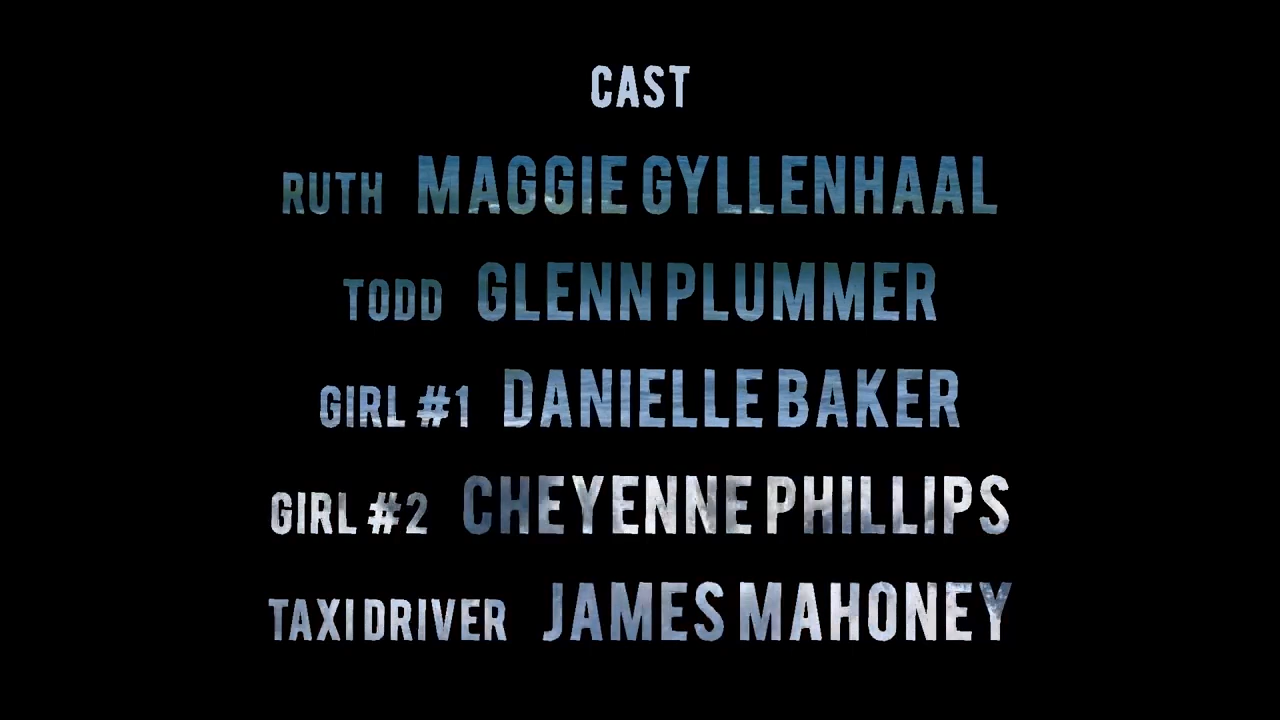 CAST
RUTH MAGGIE GYLLENHAAL
TODD GLENN PLUMMER
GIRL #1 DANIELLE BAKER
GIRL #2 CHEYENNE PHILLIPS
TAXI DRIVER JAMES MAHONEY